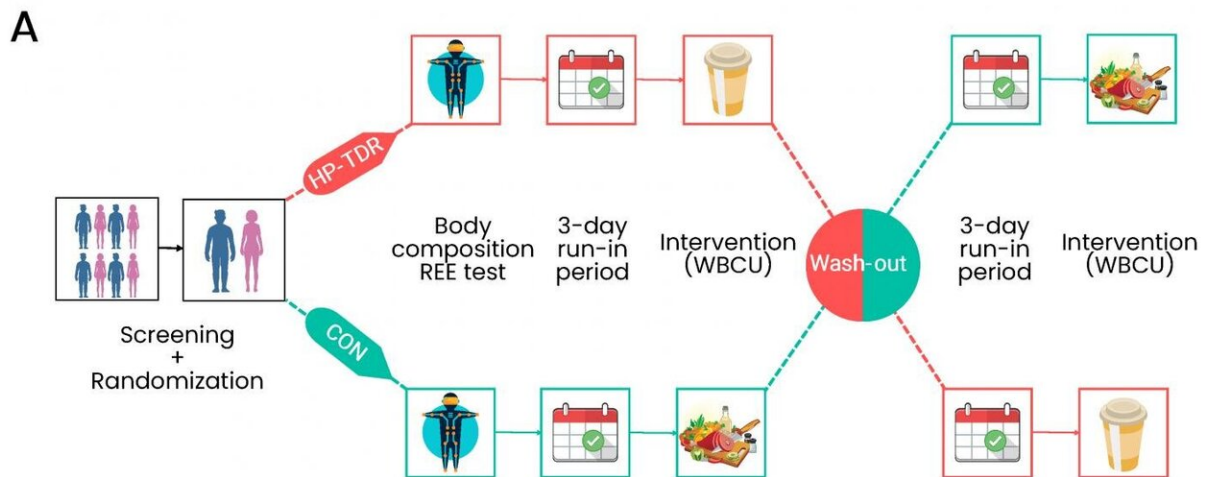 A
HP-TDR
Body
composition
REE test
3-day
run-in
period
Intervention
(WBCU)
Wash-out
3-day
run-in
period
Intervention
(WBCU)
Screening
+
Randomization
CON